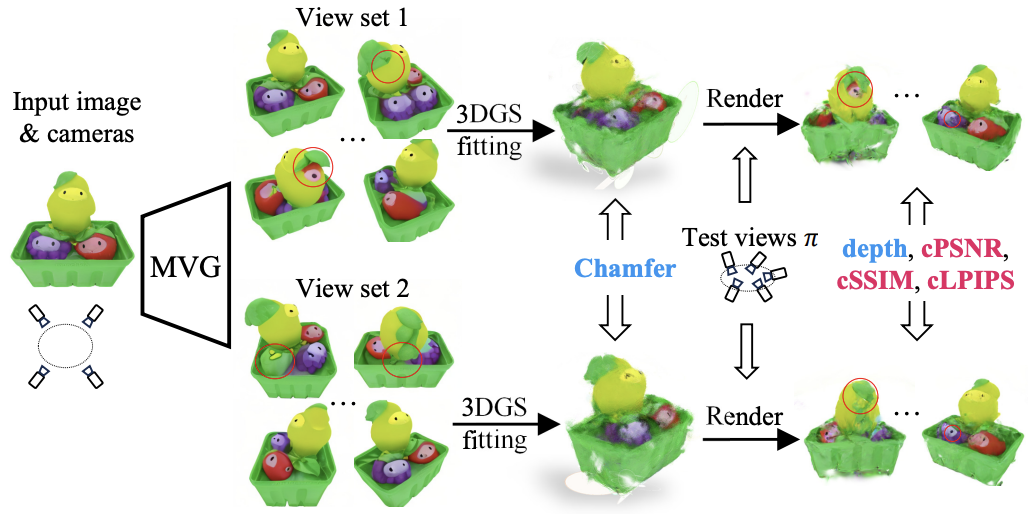 View set 1
Input image
& cameras
3DGS
fitting
Render
MVG
Chamfer
Test views π
depth, cPSNR,
cSSIM, cLPIPS
View set 2
3DGS
fitting
Render